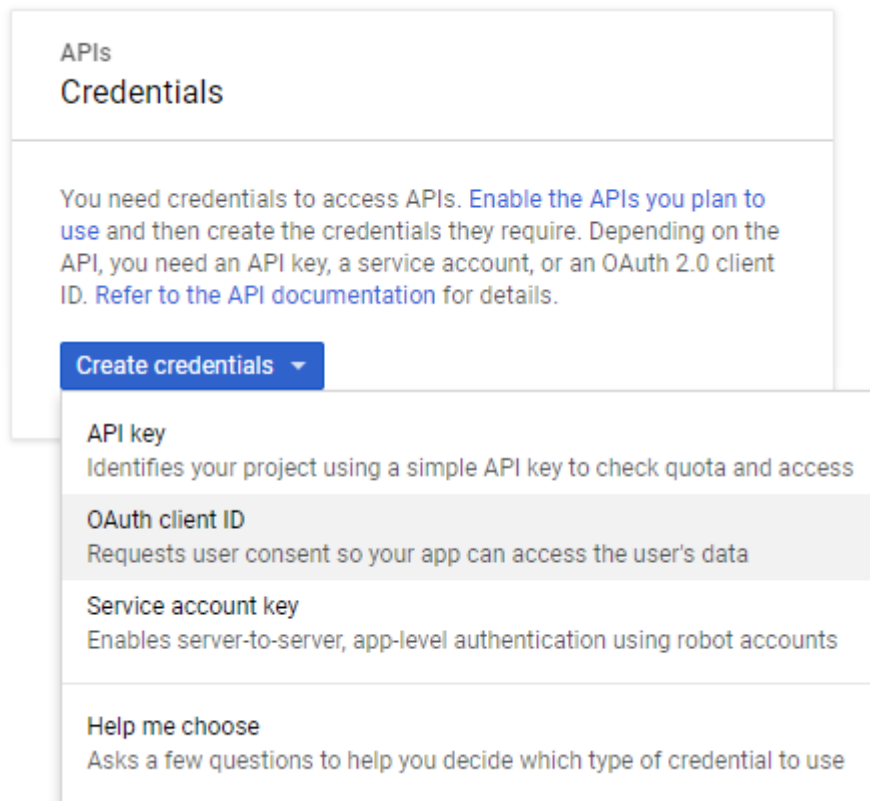 APIs
Credentials
You need credentials to access APIs. Enable the APIs you plan to
use and then create the credentials they require. Depending on the
API, you need an API key, a service account, or an OAuth 2.0 client
ID. Refer to the API documentation for details.
Create credentials
API key
Identifies your project using a simple API key to check quota and access
OAuth client ID
Requests user consent so your app can access the user's data
Service account key
Enables server-to-server, app-level authentication using robot accounts
Help me choose
Asks a few questions to help you decide which type of credential to use